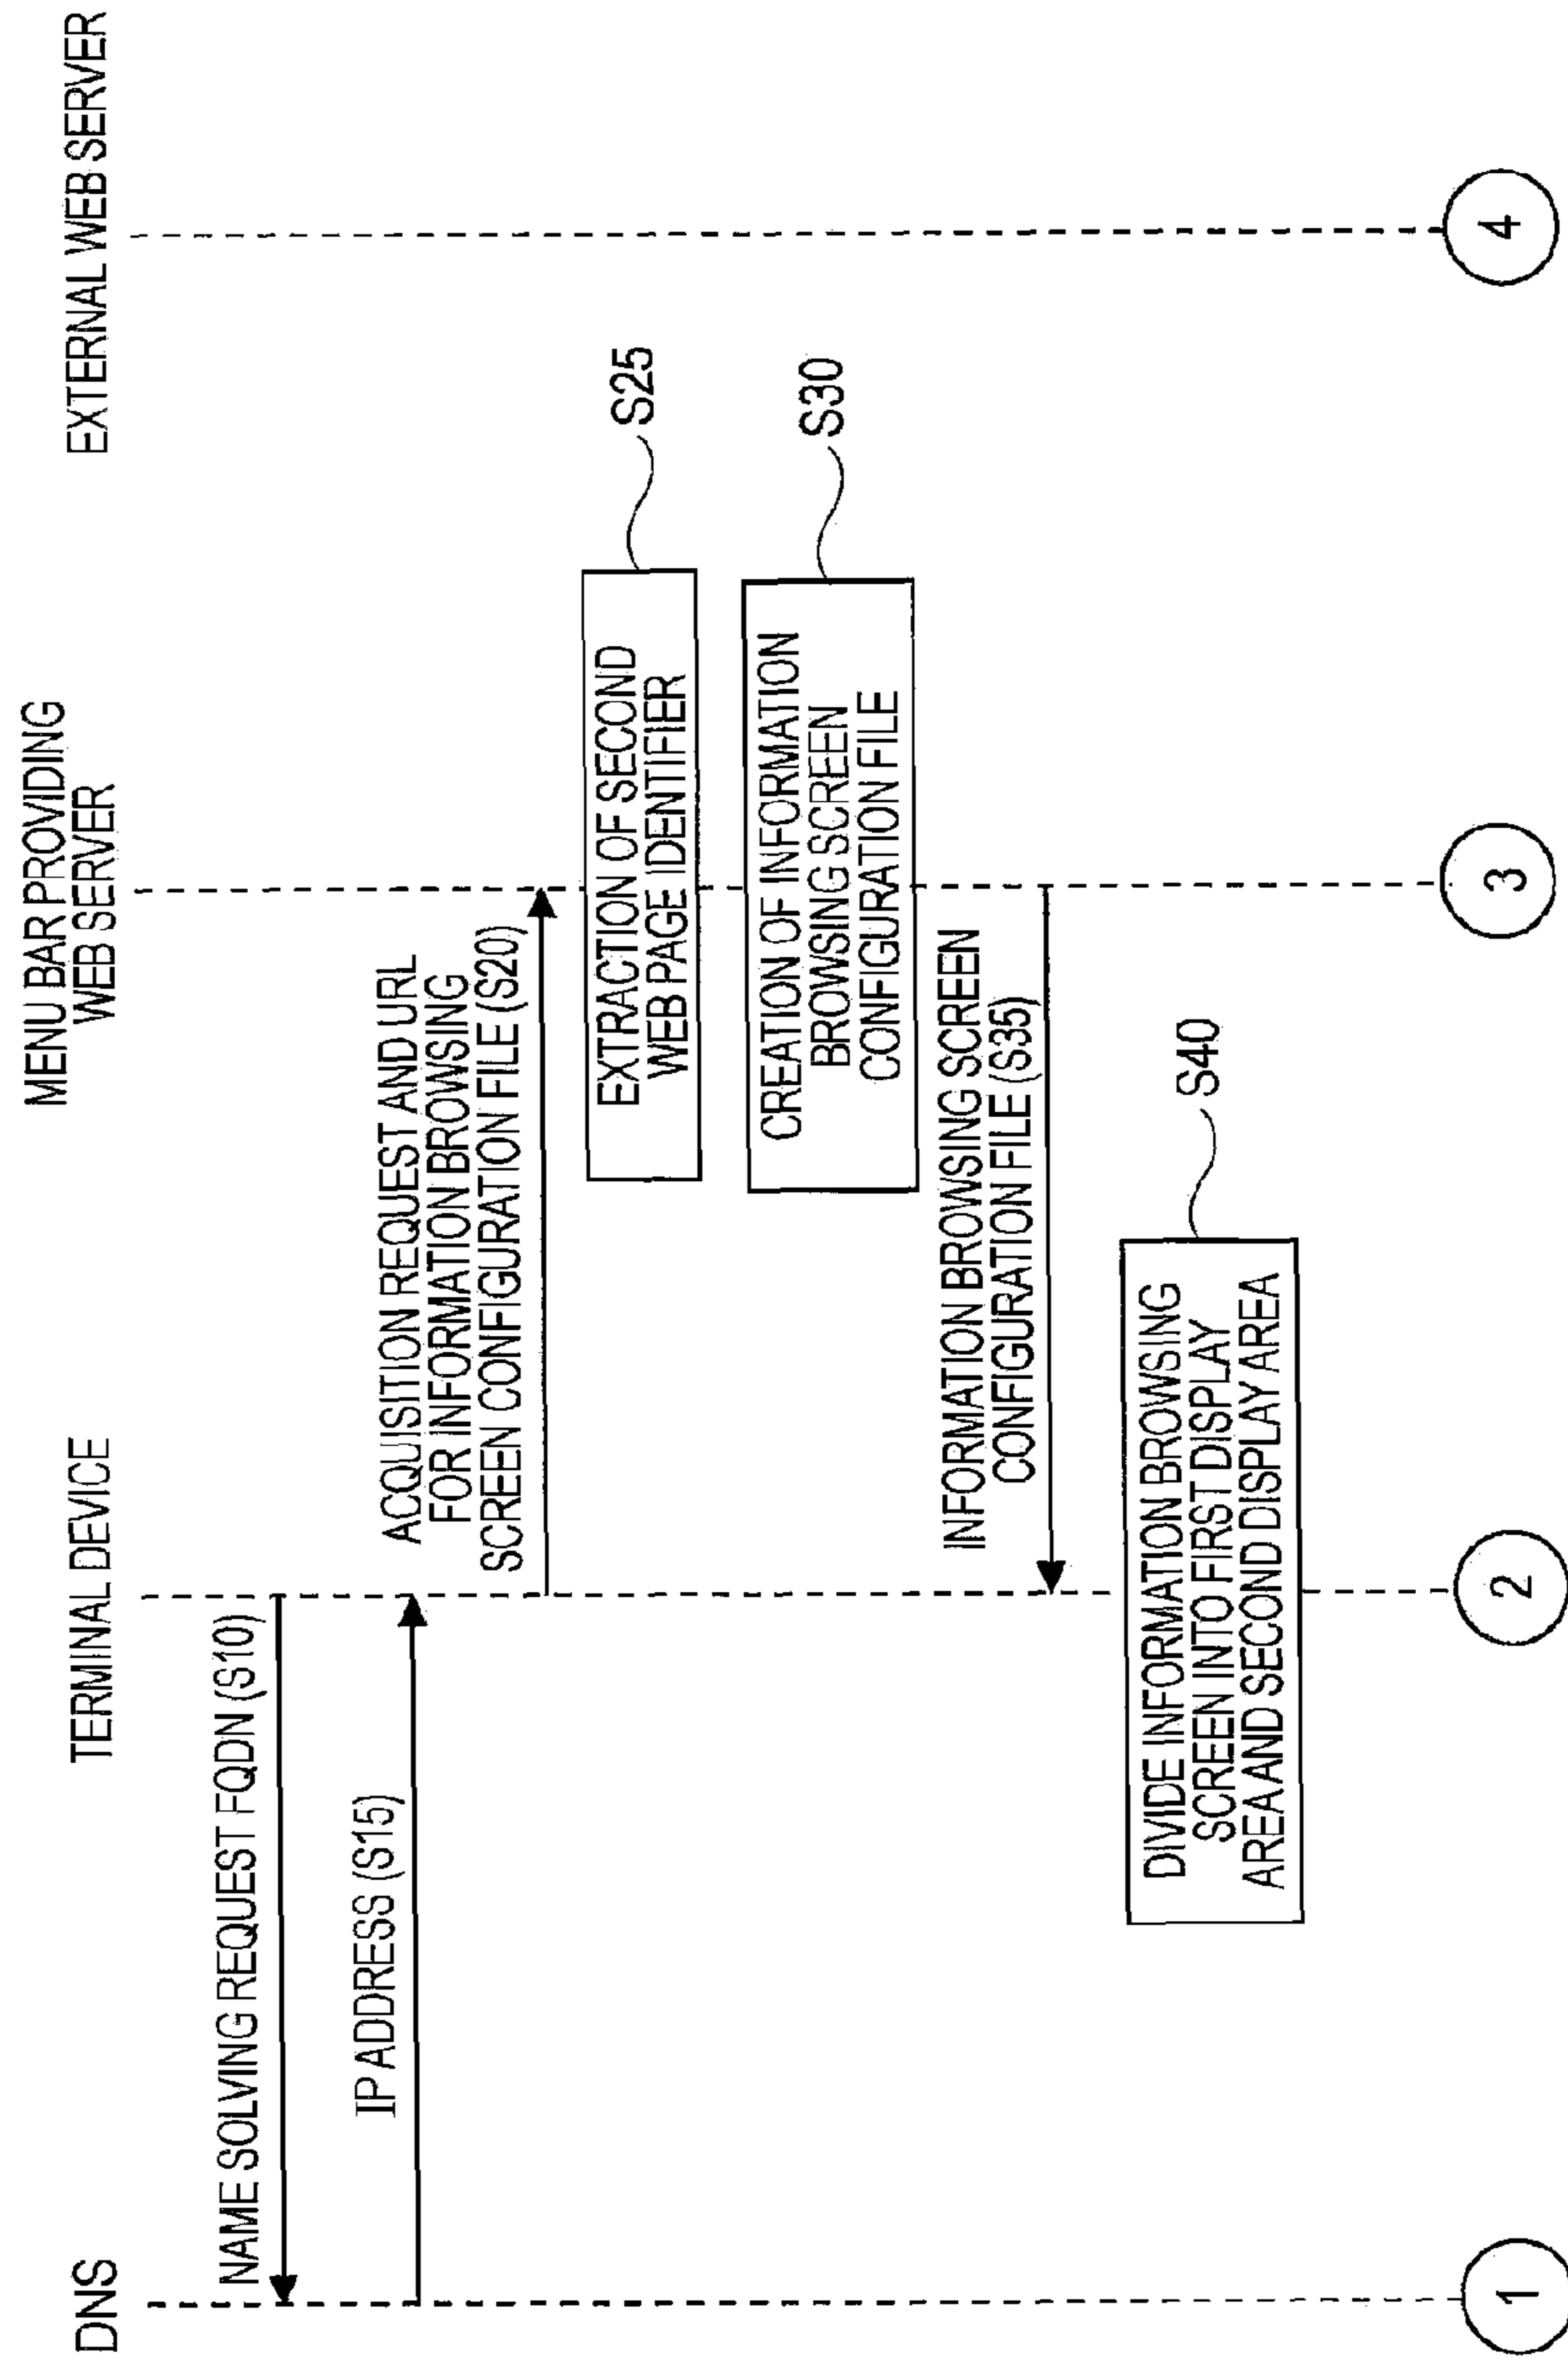 DNS
TERMINAL DEVICE
MENU BAR PROVIDING
WEB SERVER
EXTERNAL WEB SERVER
NAME SOLVING REQUEST FQDN (S10)
IP ADDRESS (S15)
ACQUISITION REQUEST AND URL
FOR INFORMATION BROWSING
SCREEN CONFIGURATION FILE (S20)
EXTRACTION OF SECOND
WEB PAGE IDENTIFIER
S25
CREATION OF INFORMATION
BROWSING SCREEN
CONFIGURATION FILE
S30
INFORMATION BROWSING SCREEN
CONFIGURATION FILE (S35)
DIVIDE INFORMATION BROWSING
SCREEN INTO FIRST DISPLAY
AREA AND SECOND DISPLAY AREA
S40
1
2
3
4